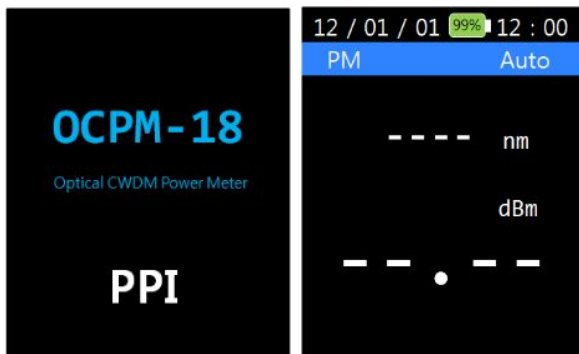 OCPM-18
Optical CWDM Power Meter
PPI
12 / 01 / 01 99% 12 : 00
PM Auto
---- nm
dBm
--.--